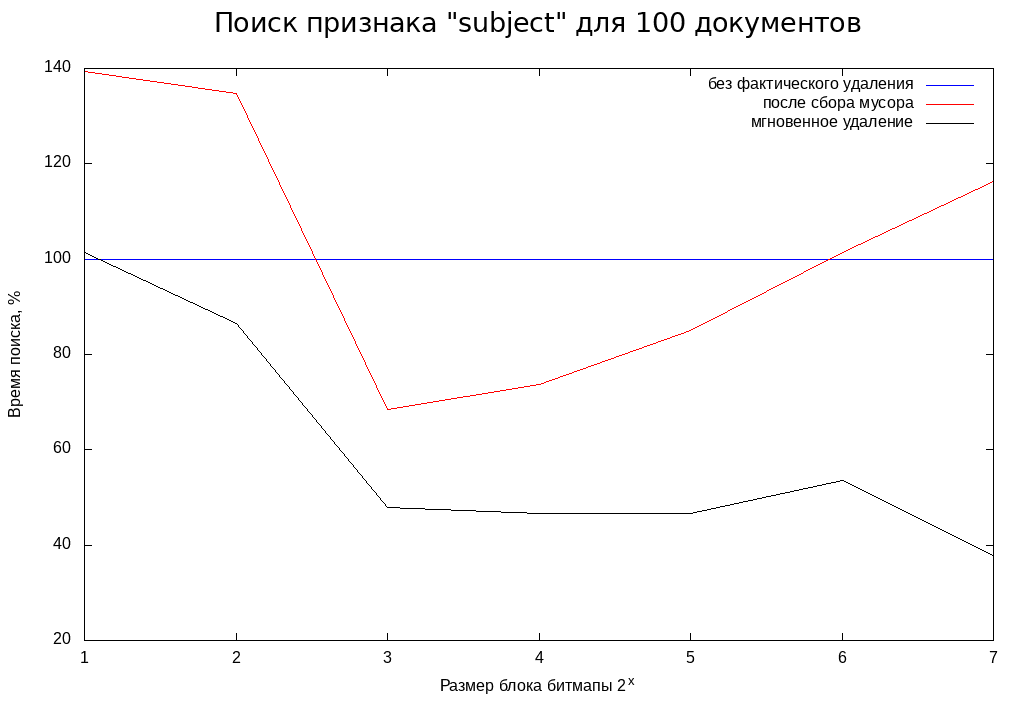 Поиск признака "subject" для 100 документов
без фактического удаления
после сбора мусора
мгновенное удаление
140
120
100
80
60
40
20
Время поиска, %
1 2 3 4 5 6 7
Размер блока битмапы 2^x